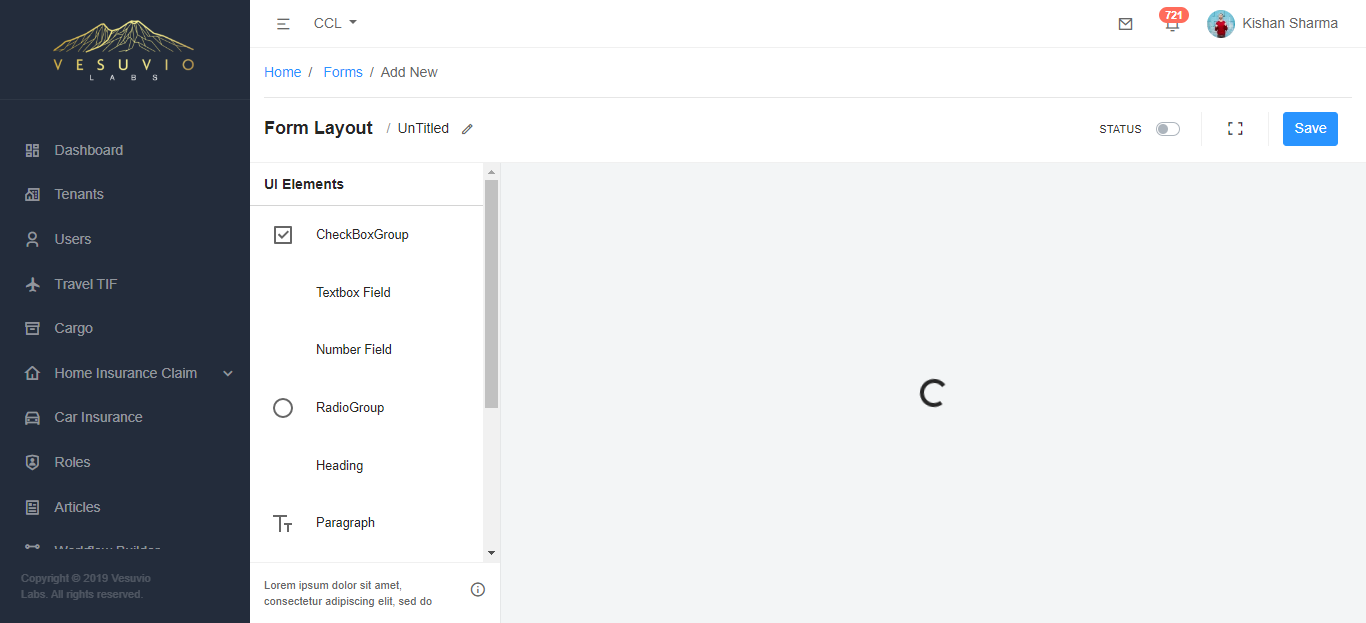 VESUVIO
LABS
CCL
721
Kishan Sharma
Home / Forms / Add New
Form Layout / UnTitled
STATUS
Save
Dashboard
Tenants
Users
Travel TIF
Cargo
Home Insurance Claim
Car Insurance
Roles
Articles
Workflow Builder
Copyright © 2019 Vesuvio
Labs. All rights reserved.
UI Elements
CheckBoxGroup
Textbox Field
Number Field
RadioGroup
Heading
Paragraph
Lorem ipsum dolor sit amet,
consectetur adipiscing elit, sed do